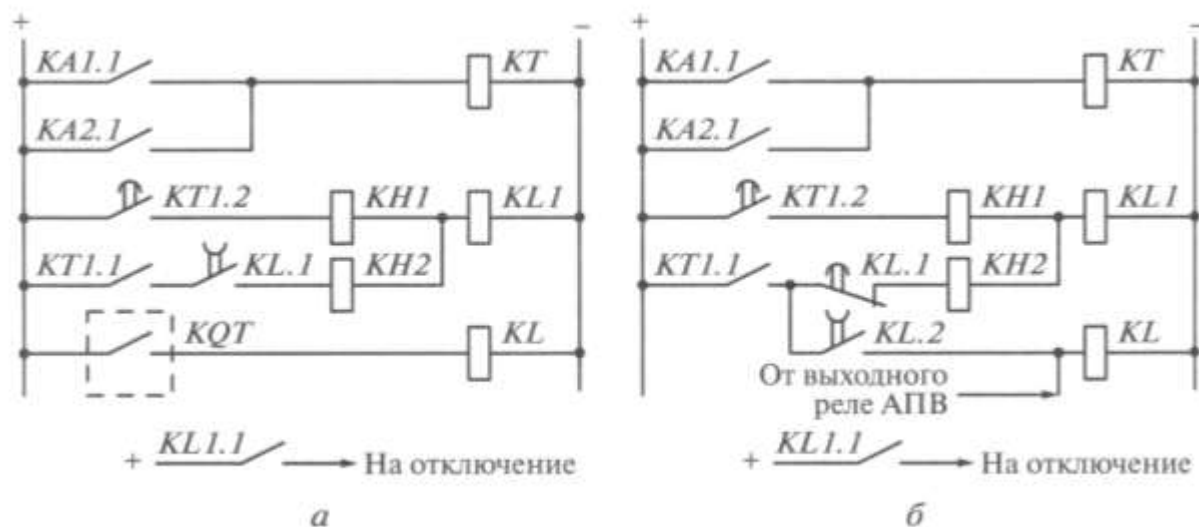 + –
KA1.1 KT
KA2.1
KT1.2 KH1 KL1
KT1.1 KL.1 KH2
KQT KL
+ KL1.1 На отключение
а
+ –
KA1.1 KT
KA2.1
KT1.2 KH1 KL1
KT1.1 KL.1 KH2
KL.2 KL
От выходного
реле АПВ
+ KL1.1 На отключение
б